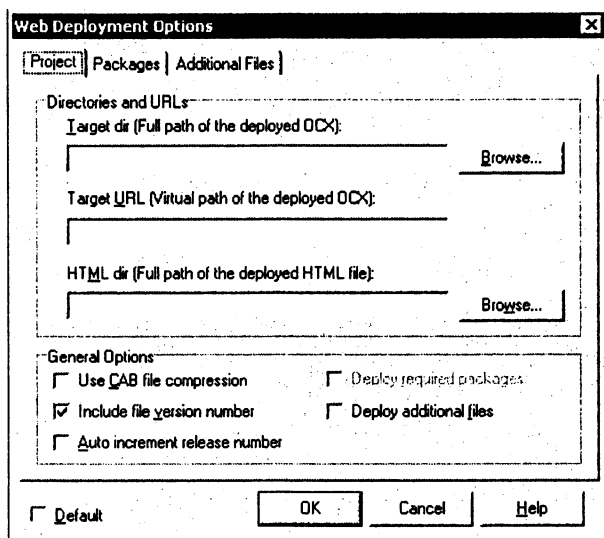 Web Deployment Options
Project Packages Additional Files
Directories and URLs
Target dir (Full path of the deployed OCX):
Browse...
Target URL (Virtual path of the deployed OCX):
HTML dir (Full path of the deployed HTML file):
Browse...
General Options
Use CAB file compression
Deploy required packages
Include file version number
Deploy additional files
Auto increment release number
Default
OK
Cancel
Help